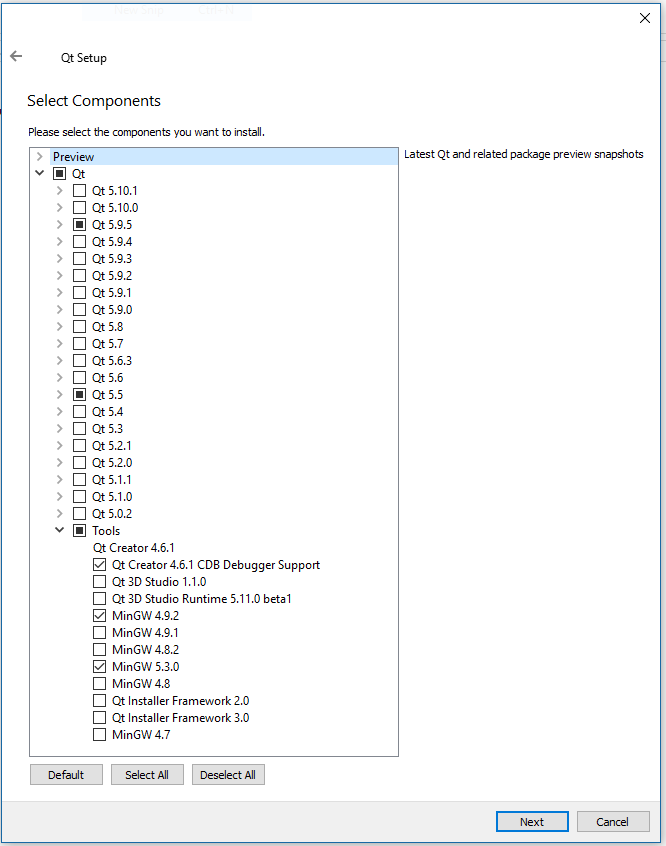 Qt Setup
Select Components
Please select the components you want to install.
Preview
Latest Qt and related package preview snapshots
Qt
Qt 5.10.1
Qt 5.10.0
Qt 5.9.5
Qt 5.9.4
Qt 5.9.3
Qt 5.9.2
Qt 5.9.1
Qt 5.9.0
Qt 5.8
Qt 5.7
Qt 5.6.3
Qt 5.6
Qt 5.5
Qt 5.4
Qt 5.3
Qt 5.2.1
Qt 5.2.0
Qt 5.1.1
Qt 5.1.0
Qt 5.0.2
Tools
Qt Creator 4.6.1
Qt Creator 4.6.1 CDB Debugger Support
Qt 3D Studio 1.1.0
Qt 3D Studio Runtime 5.11.0 beta1
MinGW 4.9.2
MinGW 4.9.1
MinGW 4.8.2
MinGW 5.3.0
MinGW 4.8
Qt Installer Framework 2.0
Qt Installer Framework 3.0
MinGW 4.7
Default Select All Deselect All
Next Cancel